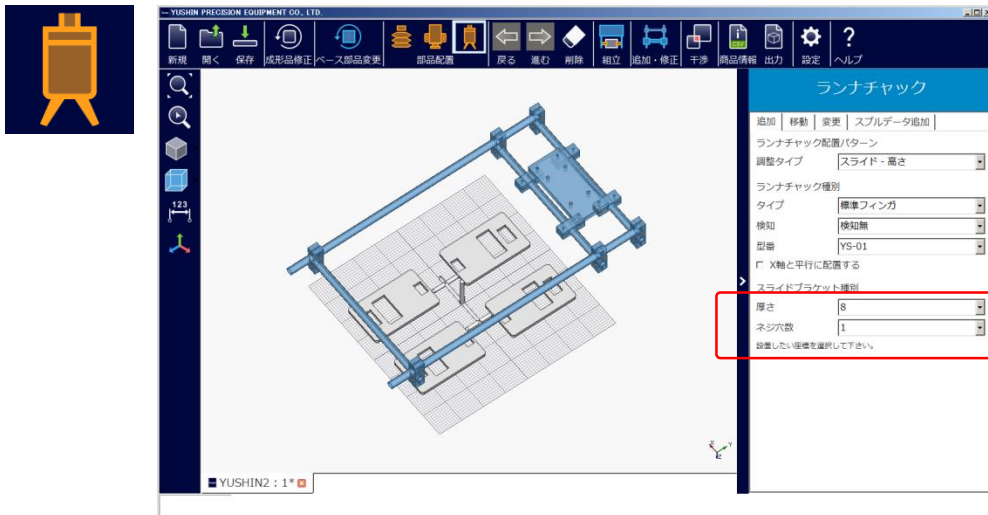 YUSHIN PRECISION EQUIPMENT CO., LTD.
新規 開く 保存 成形品修正 ベース部品変更 部品配置 戻る 進む 削除 組立 追加・修正 干渉 商品情報 出力 設定 ヘルプ
CSV
?
123
ランナチャック
追加 移動 変更 スプルデータ追加
ランナチャック配置パターン
調整タイプ スライド - 高さ
ランナチャック種別
タイプ 標準フィンガ
検知 検知無
型番 YS-01
X軸と平行に配置する
スライドブラケット種別
厚さ 8
ネジ穴数 1
設置したい座標を選択して下さい。
X Y Z
YUSHIN2 : 1*